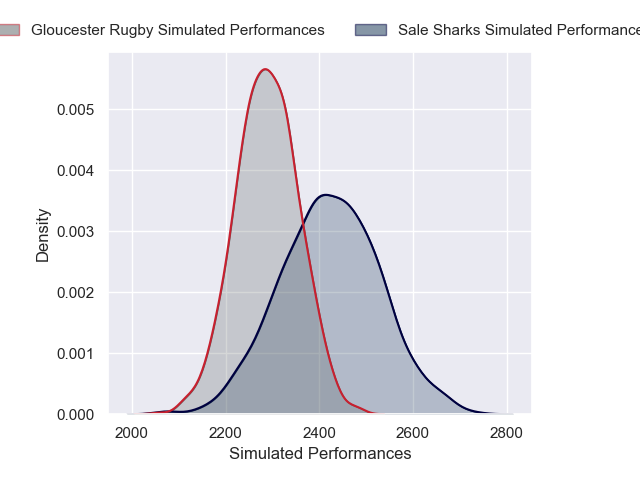 Gloucester Rugby Simulated Performances
Sale Sharks Simulated Performance
0.005
0.004
0.003
0.002
0.001
0.000
Density
2000
2200
2400
2600
2800
Simulated Performances